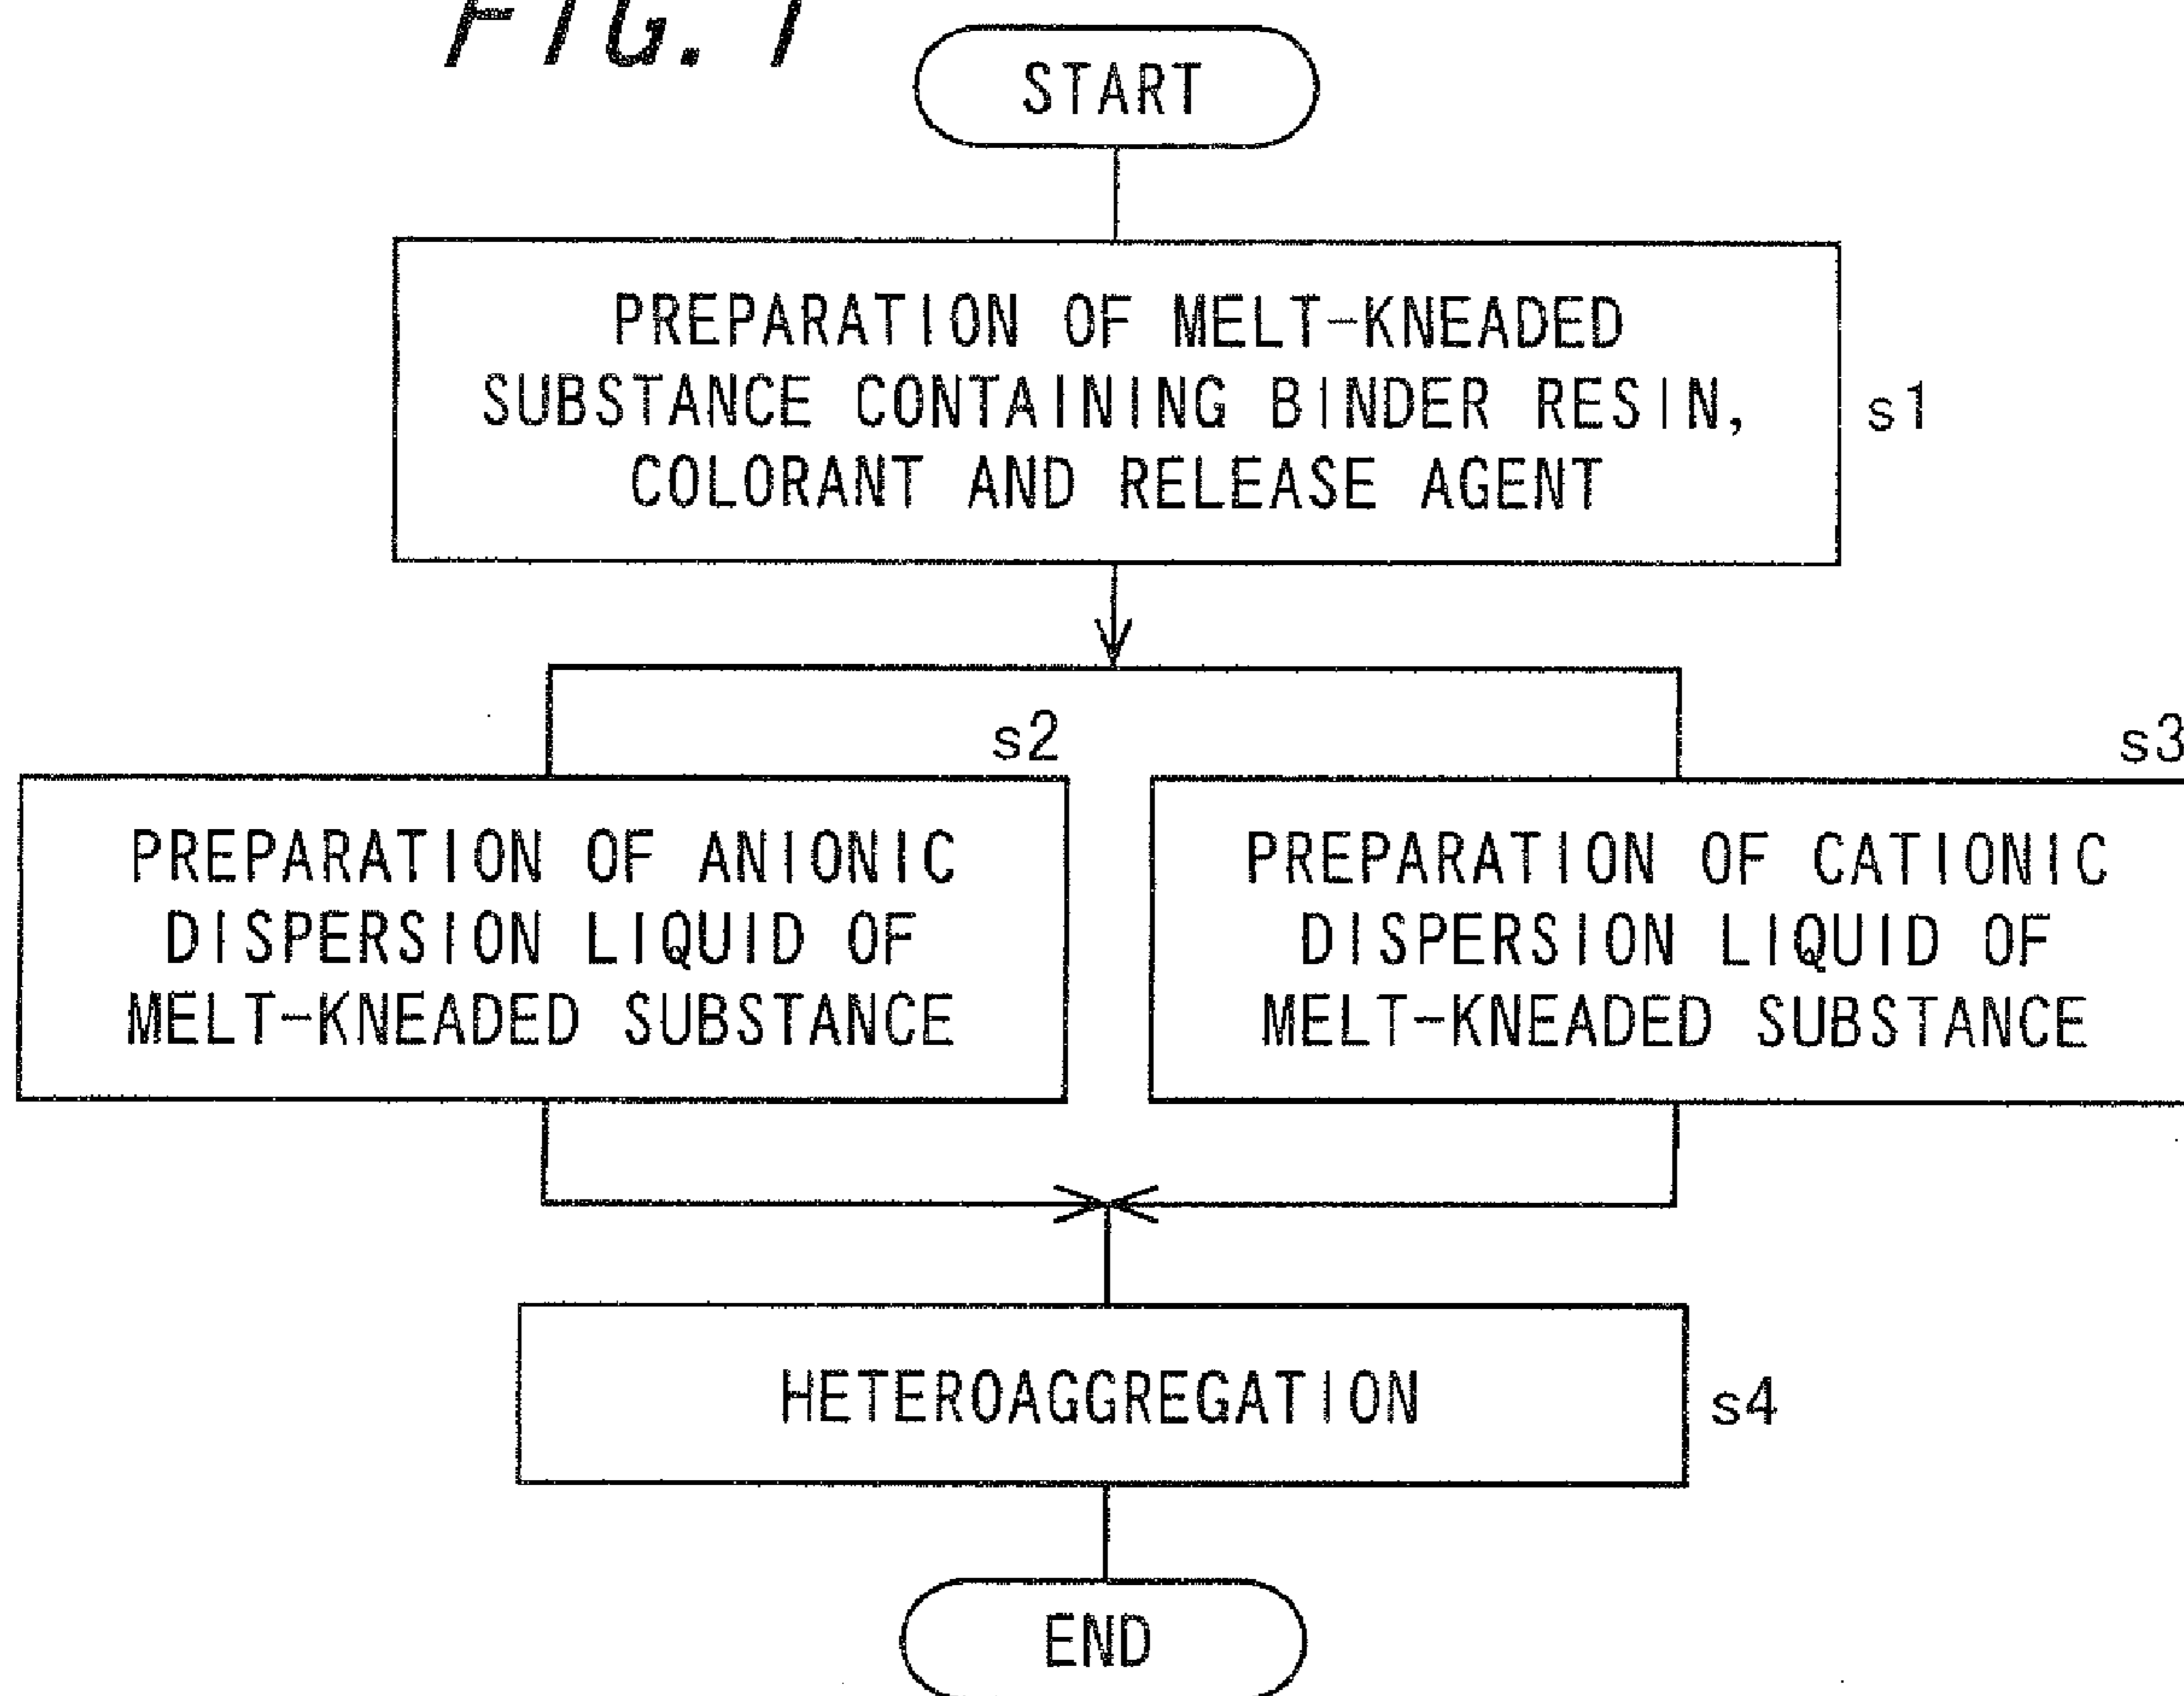 FIG. 1
START
PREPARATION OF MELT-KNEADED
SUBSTANCE CONTAINING BINDER RESIN,
COLORANT AND RELEASE AGENT
s1
s2
s3
PREPARATION OF ANIONIC
DISPERSION LIQUID OF
MELT-KNEADED SUBSTANCE
PREPARATION OF CATIONIC
DISPERSION LIQUID OF
MELT-KNEADED SUBSTANCE
HETEROAGGREGATION
s4
END